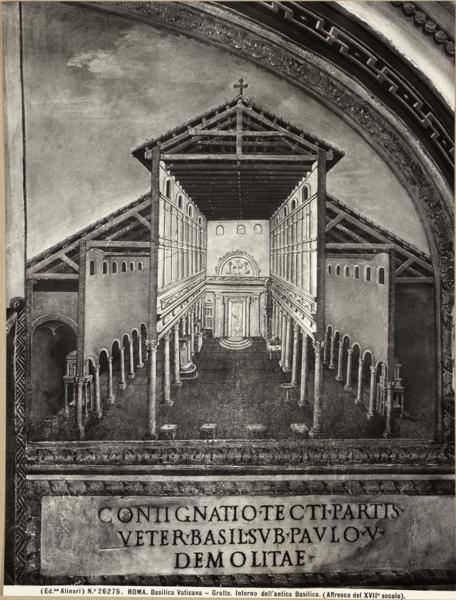 CONTIGNATIO·TECTI·PARTIS·
VETER·BASIL·SVB·PAVLO·V·
DEMOLITAE·
(Ed.ne Alinari) N.° 26275. ROMA. Basilica Vaticana - Grotte. Interno dell'antica Basilica. (Affresco del XVII° secolo).